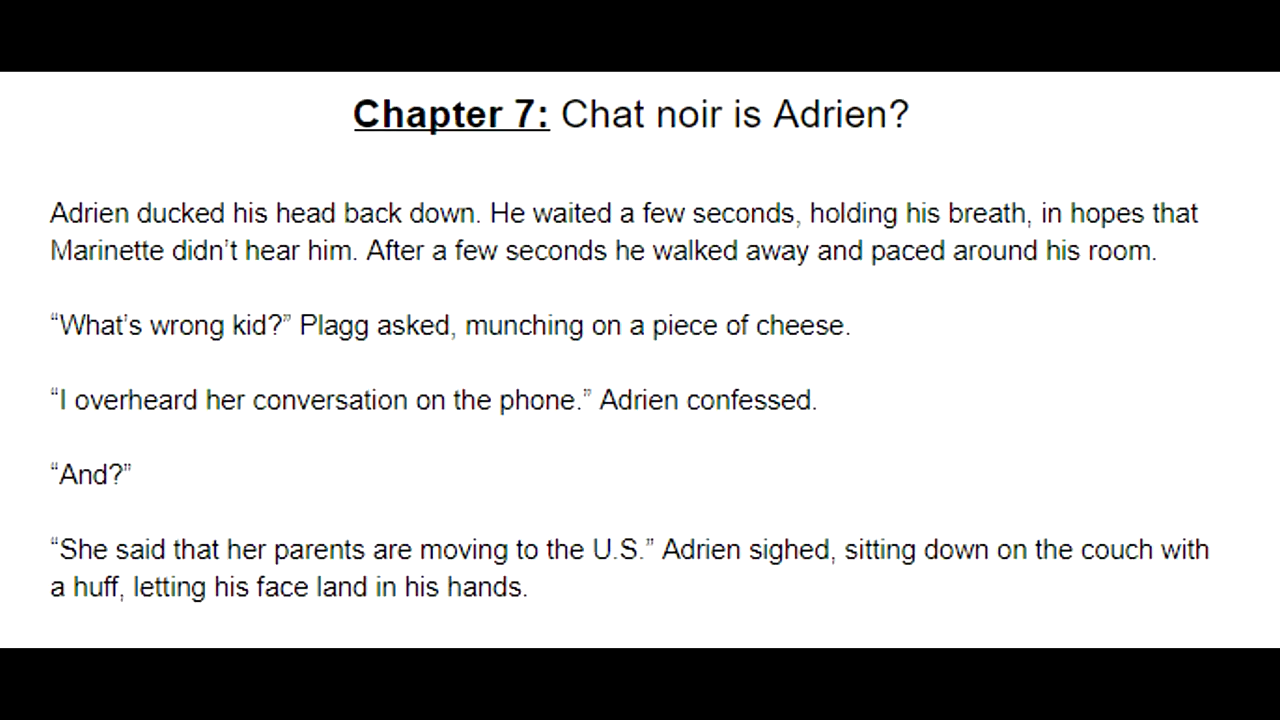 Chapter 7: Chat noir is Adrien?
Adrien ducked his head back down. He waited a few seconds, holding his breath, in hopes that
Marinette didn’t hear him. After a few seconds he walked away and paced around his room.
“What’s wrong kid?” Plagg asked, munching on a piece of cheese.
“I overheard her conversation on the phone.” Adrien confessed.
“And?”
“She said that her parents are moving to the U.S.” Adrien sighed, sitting down on the couch with
a huff, letting his face land in his hands.